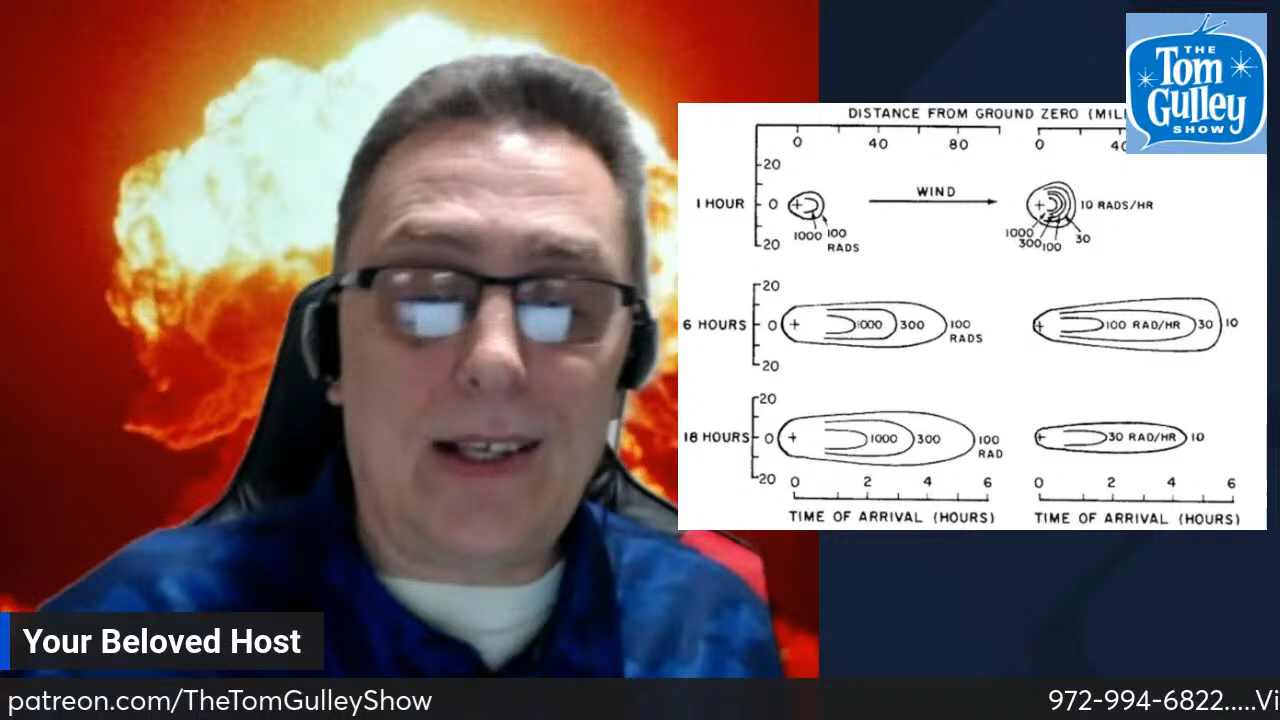 THE
Tom
Gulley
SHOW
DISTANCE FROM GROUND ZERO
0 40 80 0
20
1 HOUR 0 WIND 10 RADS/HR
20
1000 100
RADS
1000
300 100 30
20
6 HOURS 0 1000 300 100
RADS
100 RAD/HR 30 10
20
20
18 HOURS 0 1000 300 100
RAD
30 RAD/HR 10
20
0 2 4 6 0 2 4 6
TIME OF ARRIVAL (HOURS) TIME OF ARRIVAL (HOURS)
Your Beloved Host
patreon.com/TheTomGulleyShow 972-994-6822.....Vi